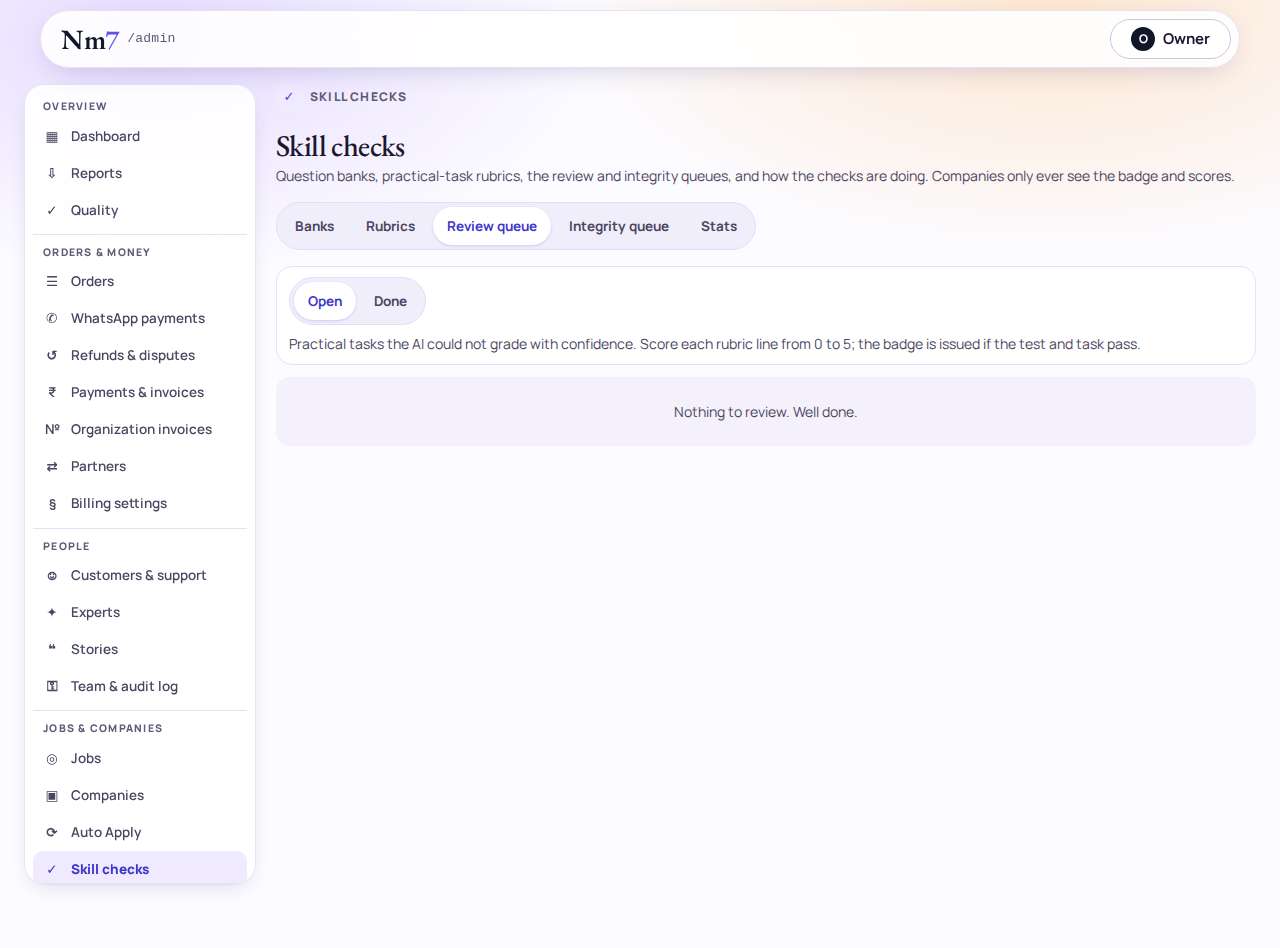 Nm7 /admin
O Owner
OVERVIEW
▦ Dashboard
⇩ Reports
✓ Quality
ORDERS & MONEY
☰ Orders
✆ WhatsApp payments
↺ Refunds & disputes
₹ Payments & invoices
№ Organization invoices
⇄ Partners
§ Billing settings
PEOPLE
☺ Customers & support
✦ Experts
❝ Stories
⚿ Team & audit log
JOBS & COMPANIES
◎ Jobs
▣ Companies
⟳ Auto Apply
✓ Skill checks
✓ SKILLCHECKS
Skill checks
Question banks, practical-task rubrics, the review and integrity queues, and how the checks are doing. Companies only ever see the badge and scores.
Banks Rubrics Review queue Integrity queue Stats
Open Done
Practical tasks the AI could not grade with confidence. Score each rubric line from 0 to 5; the badge is issued if the test and task pass.
Nothing to review. Well done.